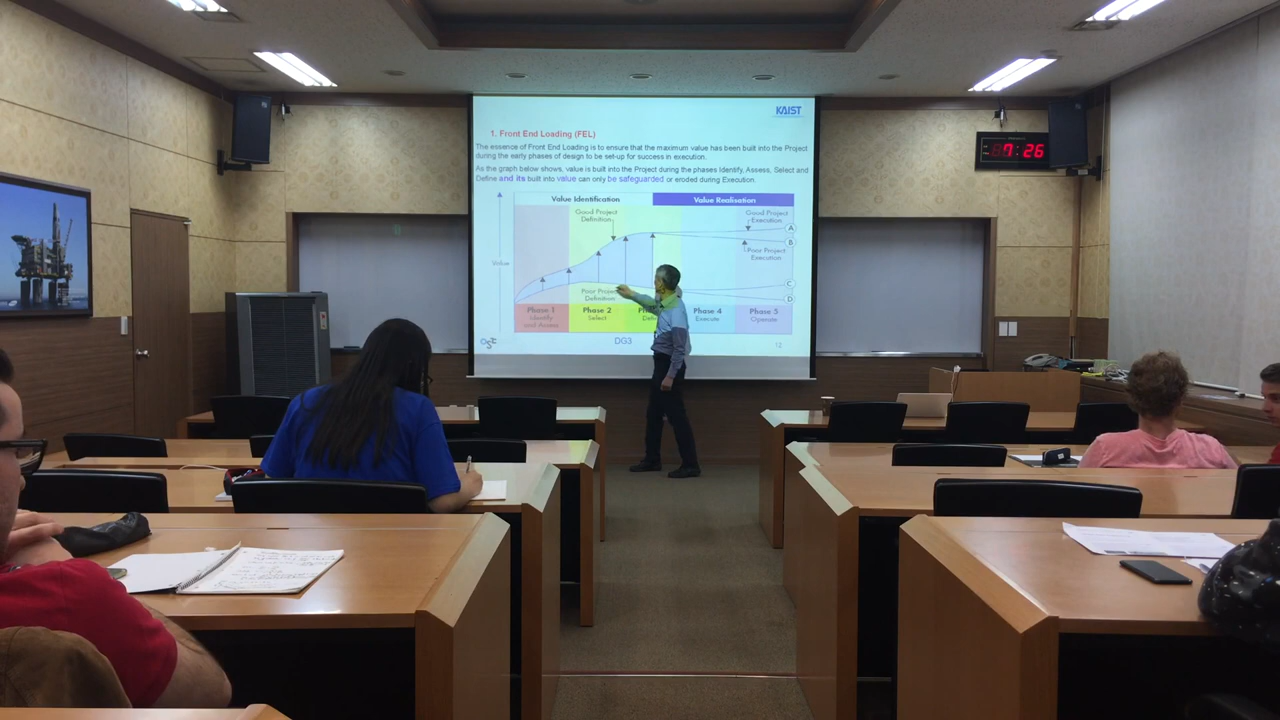 KAIST
1. Front End Loading (FEL)
The essence of Front End Loading is to ensure that the maximum value has been built into the Project
during the early phases of design to be set-up for success in execution.
As the graph below shows, value is built into the Project during the phases Identify, Assess, Select and
Define and its built into value can only be safeguarded or eroded during Execution.
Value Identification
Value Realisation
Good Project
Definition
Good Project
Execution
A
B
Poor Project
Execution
Value
Poor Project
Definition
C
D
Phase 1
Identify
and Assess
Phase 2
Select
Phase 4
Execute
Phase 5
Operate
DG3
12
7:26